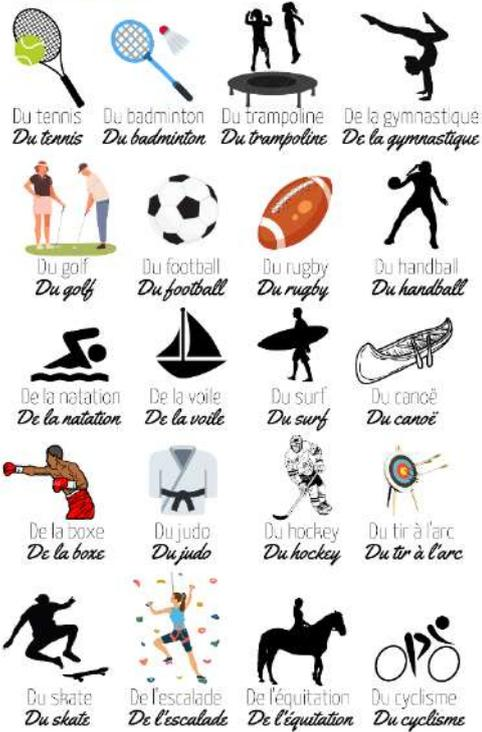 Du tennis
Du tennis
Du badminton
Du badminton
Du trampoline
Du trampoline
De la gymnastique
De la gymnastique
Du golf
Du golf
Du football
Du football
Du rugby
Du rugby
Du handball
Du handball
De la natation
De la natation
De la voile
De la voile
Du surf
Du surf
Du canoë
Du canoë
De la boxe
De la boxe
Du judo
Du judo
Du hockey
Du hockey
Du tir à l'arc
Du tir à l'arc
Du skate
Du skate
De l'escalade
De l'escalade
De l'équitation
De l'équitation
Du cyclisme
Du cyclisme